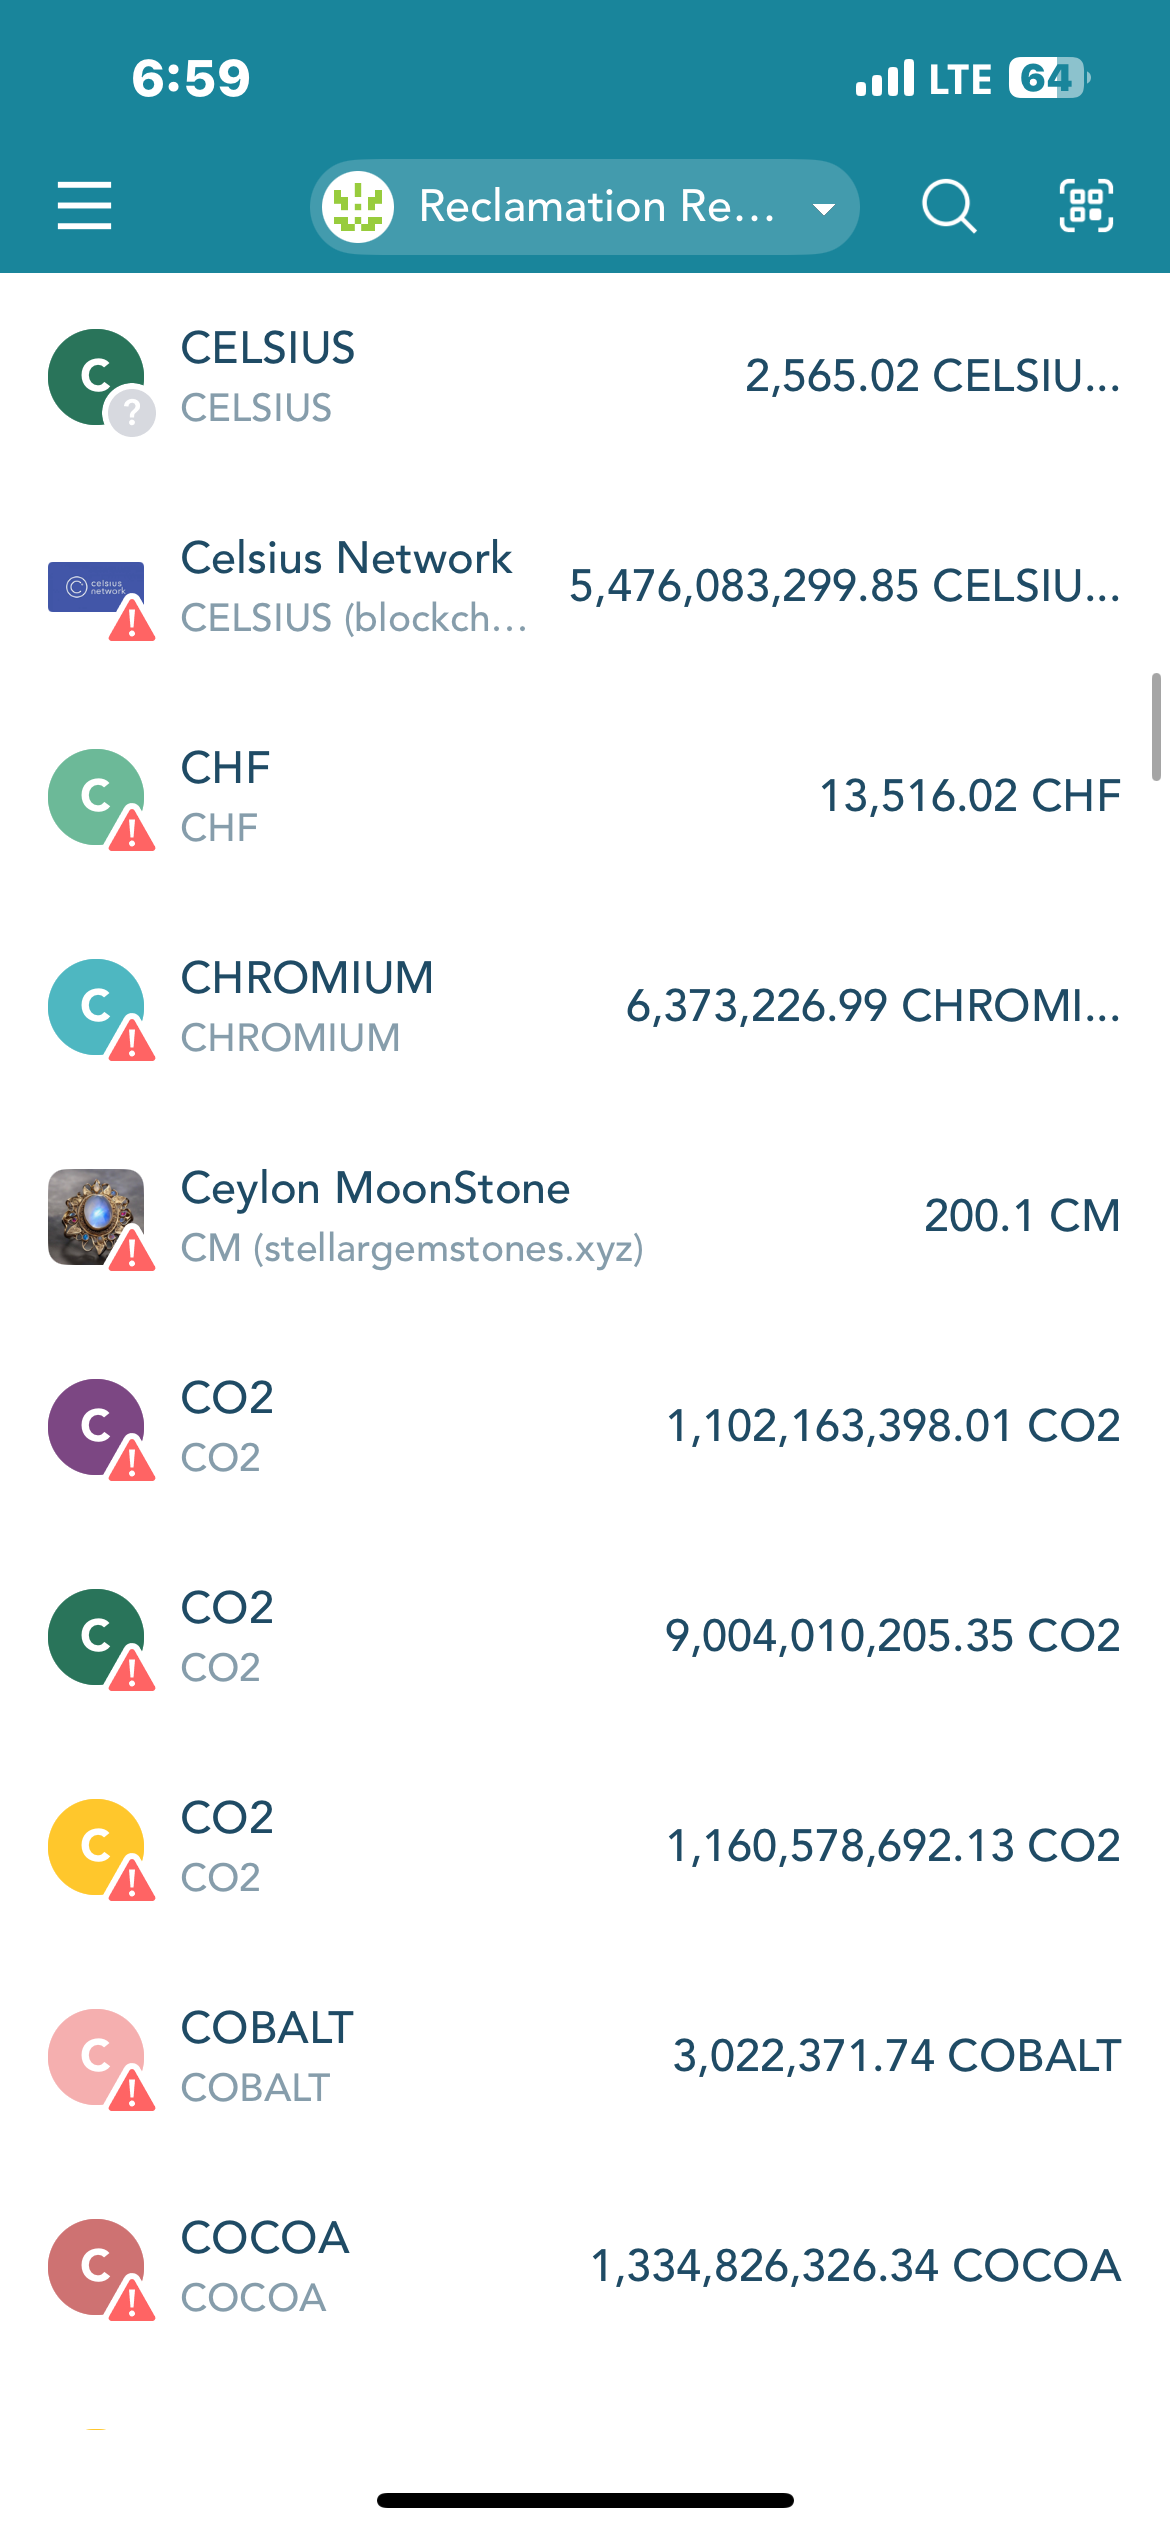 6:59
LTE 64
Reclamation Re...
C
CELSIUS
?
CELSIUS
2,565.02 CELSIU...
celsius
network
Celsius Network
CELSIUS (blockch...
5,476,083,299.85 CELSIU...
C
CHF
CHF
13,516.02 CHF
C
CHROMIUM
CHROMIUM
6,373,226.99 CHROMI...
Ceylon MoonStone
CM (stellargemstones.xyz)
200.1 CM
C
CO2
CO2
1,102,163,398.01 CO2
C
CO2
CO2
9,004,010,205.35 CO2
C
CO2
CO2
1,160,578,692.13 CO2
C
COBALT
COBALT
3,022,371.74 COBALT
C
COCOA
COCOA
1,334,826,326.34 COCOA